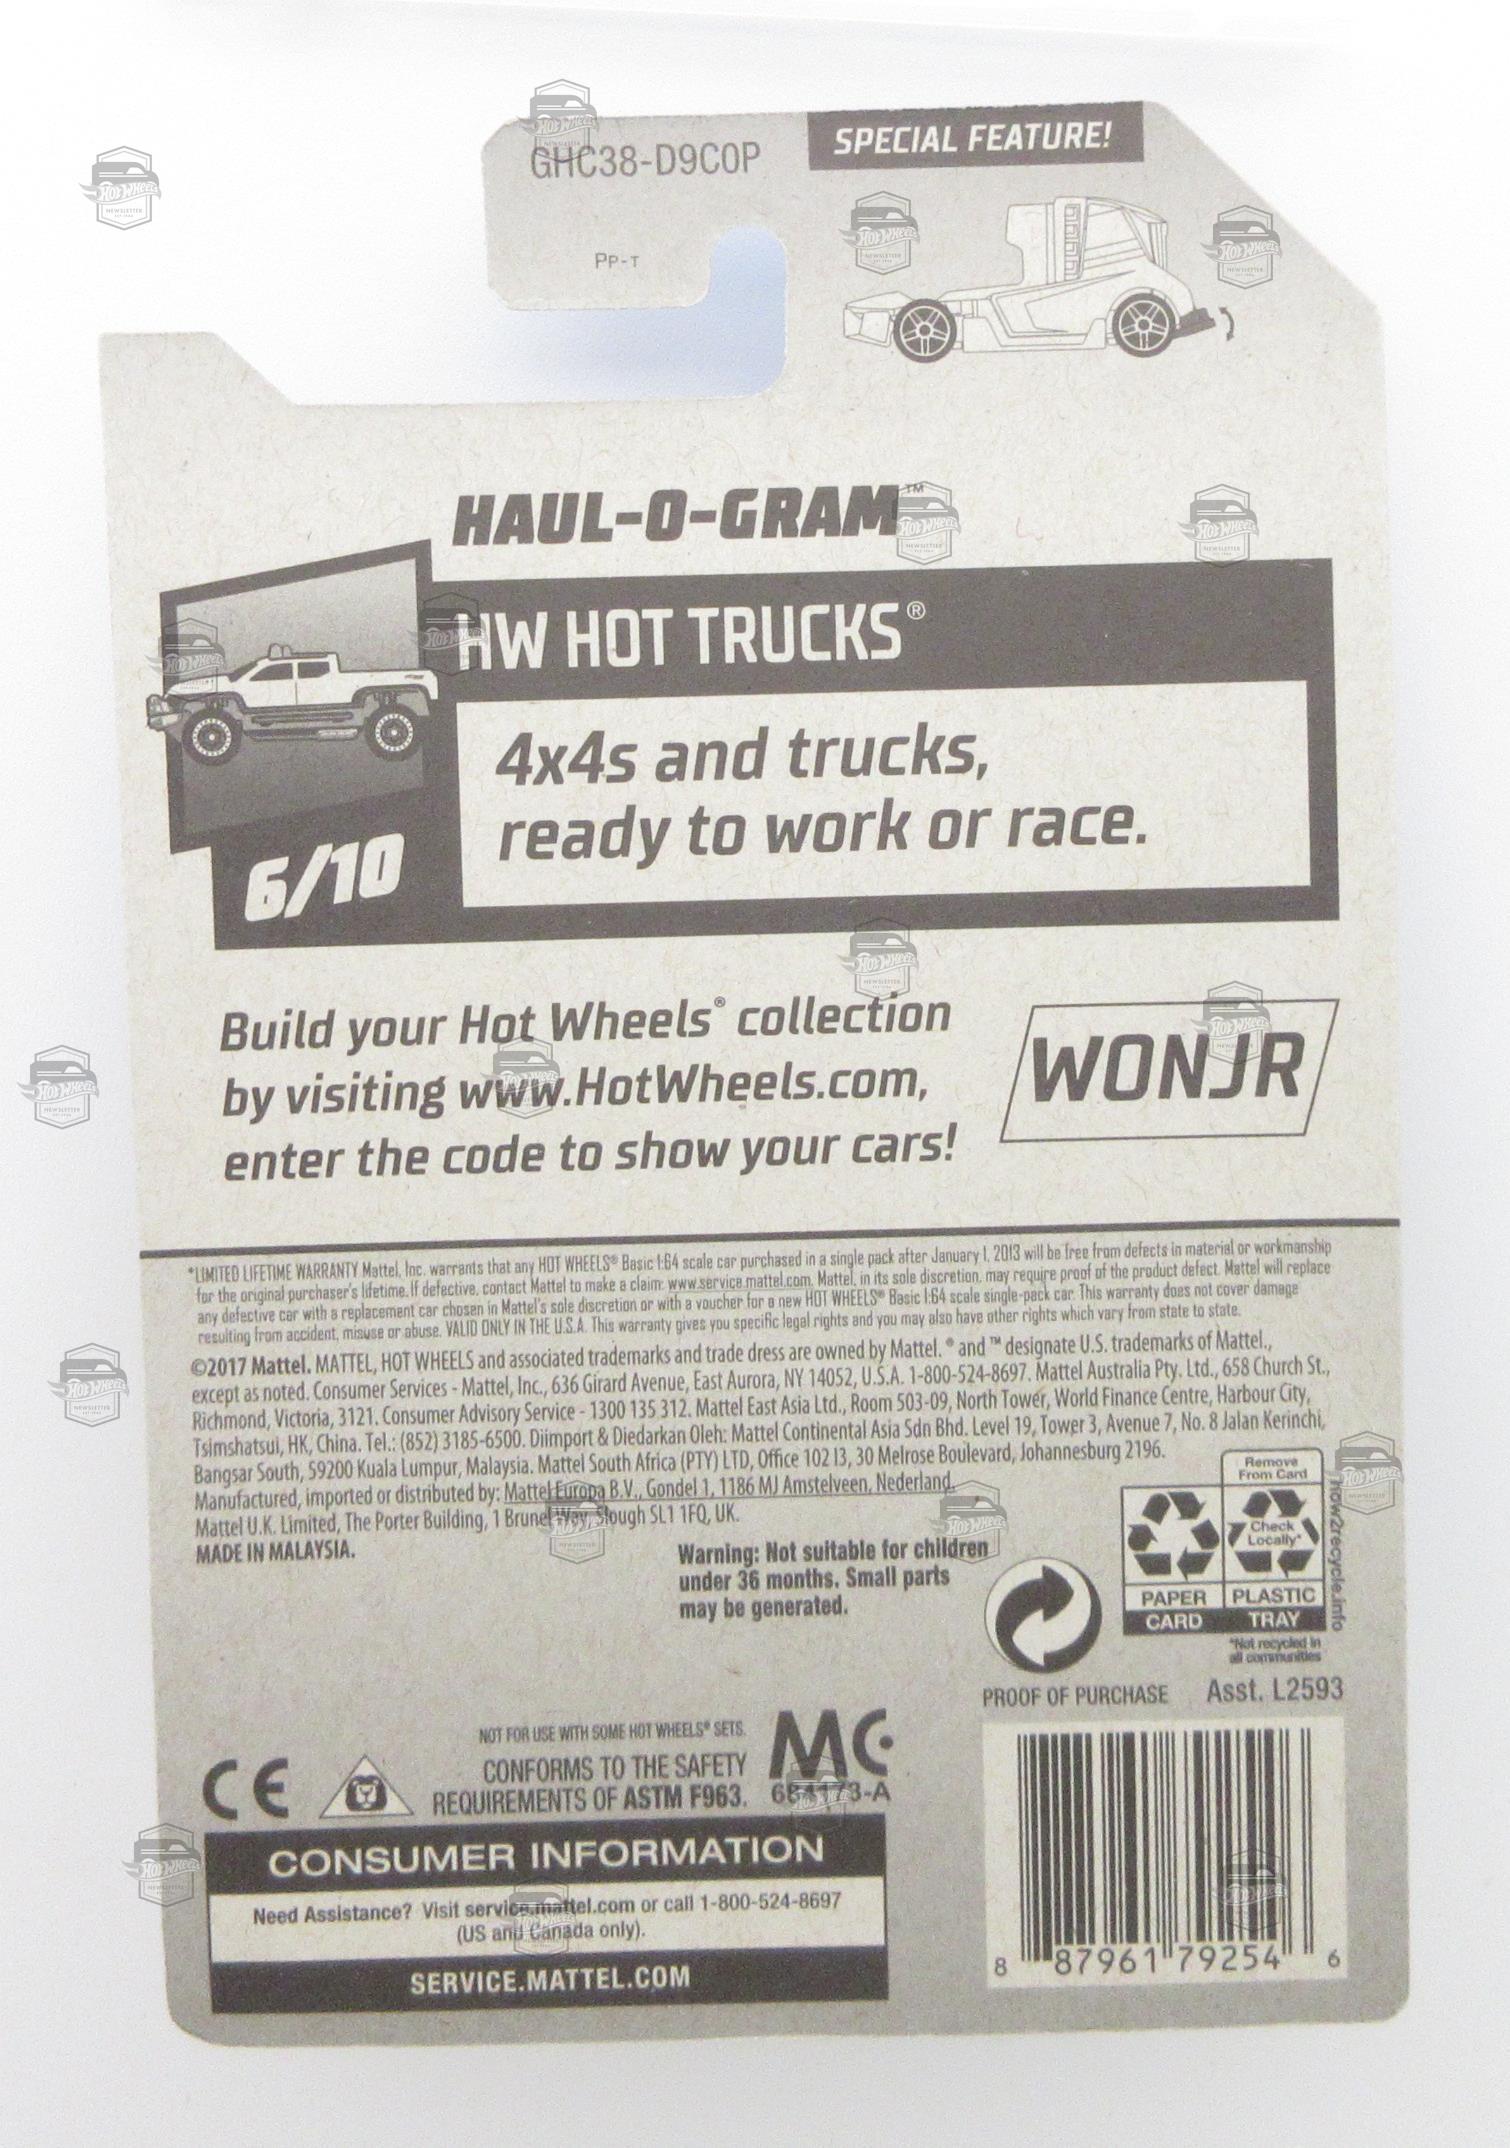 GHC38-D9C0P
SPECIAL FEATURE!
PP-T
HAUL-O-GRAM™
HW HOT TRUCKS®
4x4s and trucks,
ready to work or race.
6/10
Build your Hot Wheels® collection
by visiting www.HotWheels.com,
enter the code to show your cars!
WONJR
*LIMITED LIFETIME WARRANTY Mattel, Inc. warrants that any HOT WHEELS® Basic 1:64 scale car purchased in a single pack after January 1, 2013 will be free from defects in material or workmanship
for the original purchaser's lifetime. If defective, contact Mattel to make a claim: www.service.mattel.com. Mattel, in its sole discretion, may require proof of the product defect. Mattel will replace
any defective car with a replacement car chosen in Mattel's sole discretion or with a voucher for a new HOT WHEELS® Basic 1:64 scale single-pack car. This warranty does not cover damage
resulting from accident, misuse or abuse. VALID ONLY IN THE U.S.A. This warranty gives you specific legal rights and you may also have other rights which vary from state to state.
©2017 Mattel. MATTEL, HOT WHEELS and associated trademarks and trade dress are owned by Mattel. ® and ™ designate U.S. trademarks of Mattel.,
except as noted. Consumer Services - Mattel, Inc., 636 Girard Avenue, East Aurora, NY 14052, U.S.A. 1-800-524-8697. Mattel Australia Pty. Ltd., 658 Church St.,
Richmond, Victoria, 3121. Consumer Advisory Service - 1300 135 312. Mattel East Asia Ltd., Room 503-09, North Tower, World Finance Centre, Harbour City,
Tsimshatsui, HK, China. Tel.: (852) 3185-6500. Diimport & Diedarkan Oleh: Mattel Continental Asia Sdn Bhd. Level 19, Tower 3, Avenue 7, No. 8 Jalan Kerinchi,
Bangsar South, 59200 Kuala Lumpur, Malaysia. Mattel South Africa (PTY) LTD, Office 102 I3, 30 Melrose Boulevard, Johannesburg 2196.
Manufactured, imported or distributed by: Mattel Europa B.V., Gondel 1, 1186 MJ Amstelveen, Nederland.
Mattel U.K. Limited, The Porter Building, 1 Brunel Way, Slough SL1 1FQ, UK.
MADE IN MALAYSIA.
Warning: Not suitable for children
under 36 months. Small parts
may be generated.
Remove
From Card
Check
Locally*
PAPER
PLASTIC
CARD
TRAY
how2recycle.info
*Not recycled in
all communities
PROOF OF PURCHASE
Asst. L2593
NOT FOR USE WITH SOME HOT WHEELS® SETS.
CONFORMS TO THE SAFETY
REQUIREMENTS OF ASTM F963.
MC
CE
CONSUMER INFORMATION
Need Assistance? Visit service.mattel.com or call 1-800-524-8697
(US and Canada only).
SERVICE.MATTEL.COM
8 87961 79254 6
HOT WHEELS
NEWSLETTER